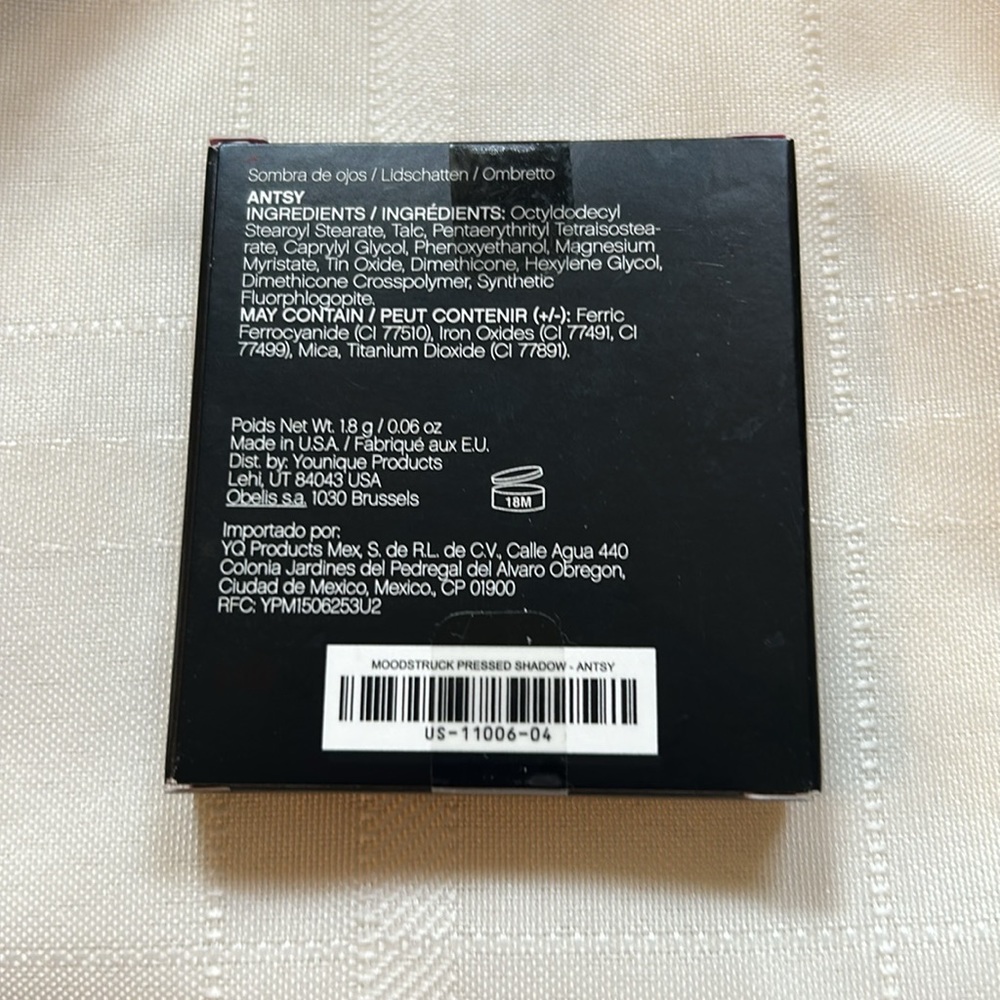 Sombra de ojos / Lidschatten / Ombretto
ANTSY
INGREDIENTS / INGRÉDIENTS: Octyldodecyl
Stearoyl Stearate, Talc, Pentaerythrityl Tetraisostea-
rate, Caprylyl Glycol, Phenoxyethanol, Magnesium
Myristate, Tin Oxide, Dimethicone, Hexylene Glycol,
Dimethicone Crosspolymer, Synthetic
Fluorphlogopite.
MAY CONTAIN / PEUT CONTENIR (+/-): Ferric
Ferrocyanide (CI 77510), Iron Oxides (CI 77491, CI
77499), Mica, Titanium Dioxide (CI 77891).
Poids Net Wt. 1.8 g / 0.06 oz
Made in U.S.A. / Fabriqué aux E.U.
Dist. by: Younique Products
Lehi, UT 84043 USA
Obelis s.a. 1030 Brussels
18M
Importado por:
YQ Products Mex, S. de R.L. de C.V., Calle Agua 440
Colonia Jardines del Pedregal del Alvaro Obregon,
Ciudad de Mexico, Mexico., CP 01900
RFC: YPM1506253U2
MOODSTRUCK PRESSED SHADOW - ANTSY
US-11006-04